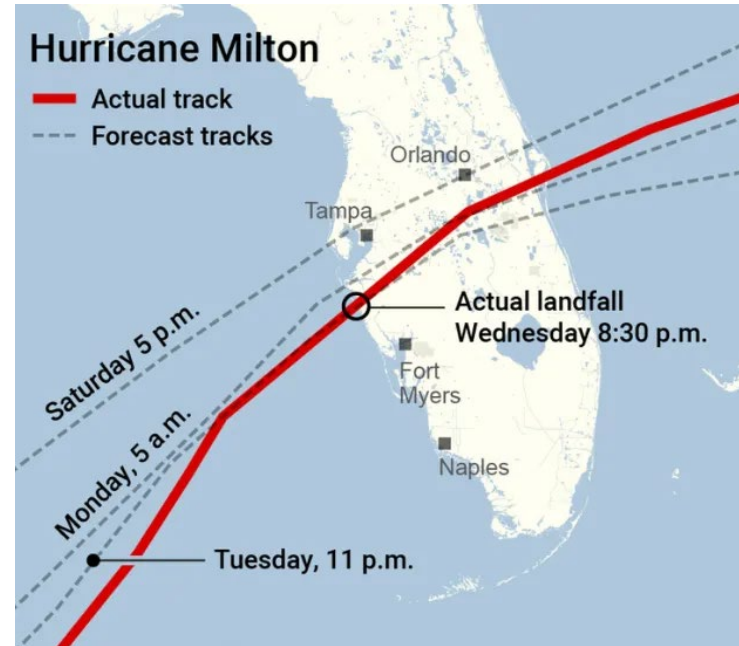 Hurricane Milton
Actual track
Forecast tracks
Orlando
Tampa
Saturday 5 p.m.
Actual landfall
Wednesday 8:30 p.m.
Fort
Myers
Monday, 5 a.m.
Naples
Tuesday, 11 p.m.